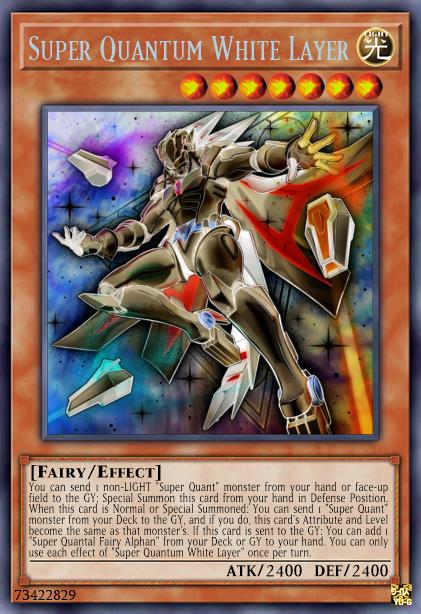 SUPER QUANTUM WHITE LAYER
LIGHT
光
[FAIRY/EFFECT]
You can send 1 non-LIGHT "Super Quant" monster from your hand or face-up
field to the GY; Special Summon this card from your hand in Defense Position.
When this card is Normal or Special Summoned: You can send 1 "Super Quant"
monster from your Deck to the GY, and if you do, this card's Attribute and Level
become the same as that monster's. If this card is sent to the GY: You can add 1
"Super Quantal Fairy Alphan" from your Deck or GY to your hand. You can only
use each effect of "Super Quantum White Layer" once per turn.
ATK/2400 DEF/2400
73422829